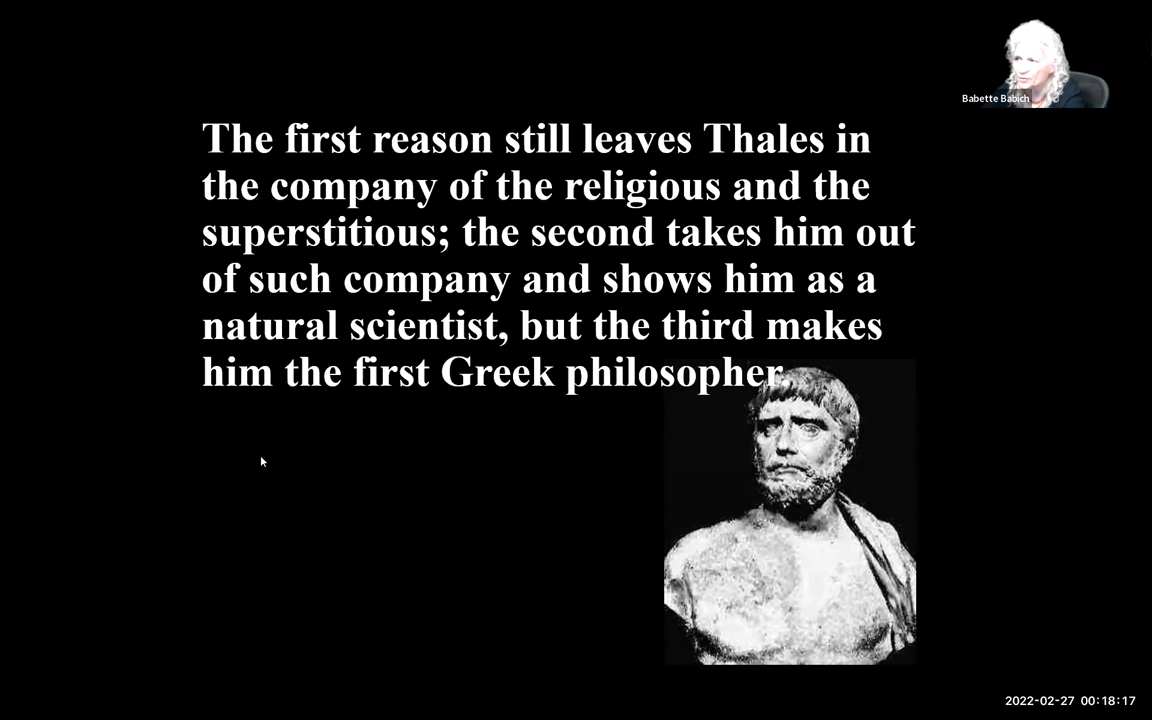 Babette Babich
The first reason still leaves Thales in
the company of the religious and the
superstitious; the second takes him out
of such company and shows him as a
natural scientist, but the third makes
him the first Greek philosopher.
2022-02-27 00:18:17